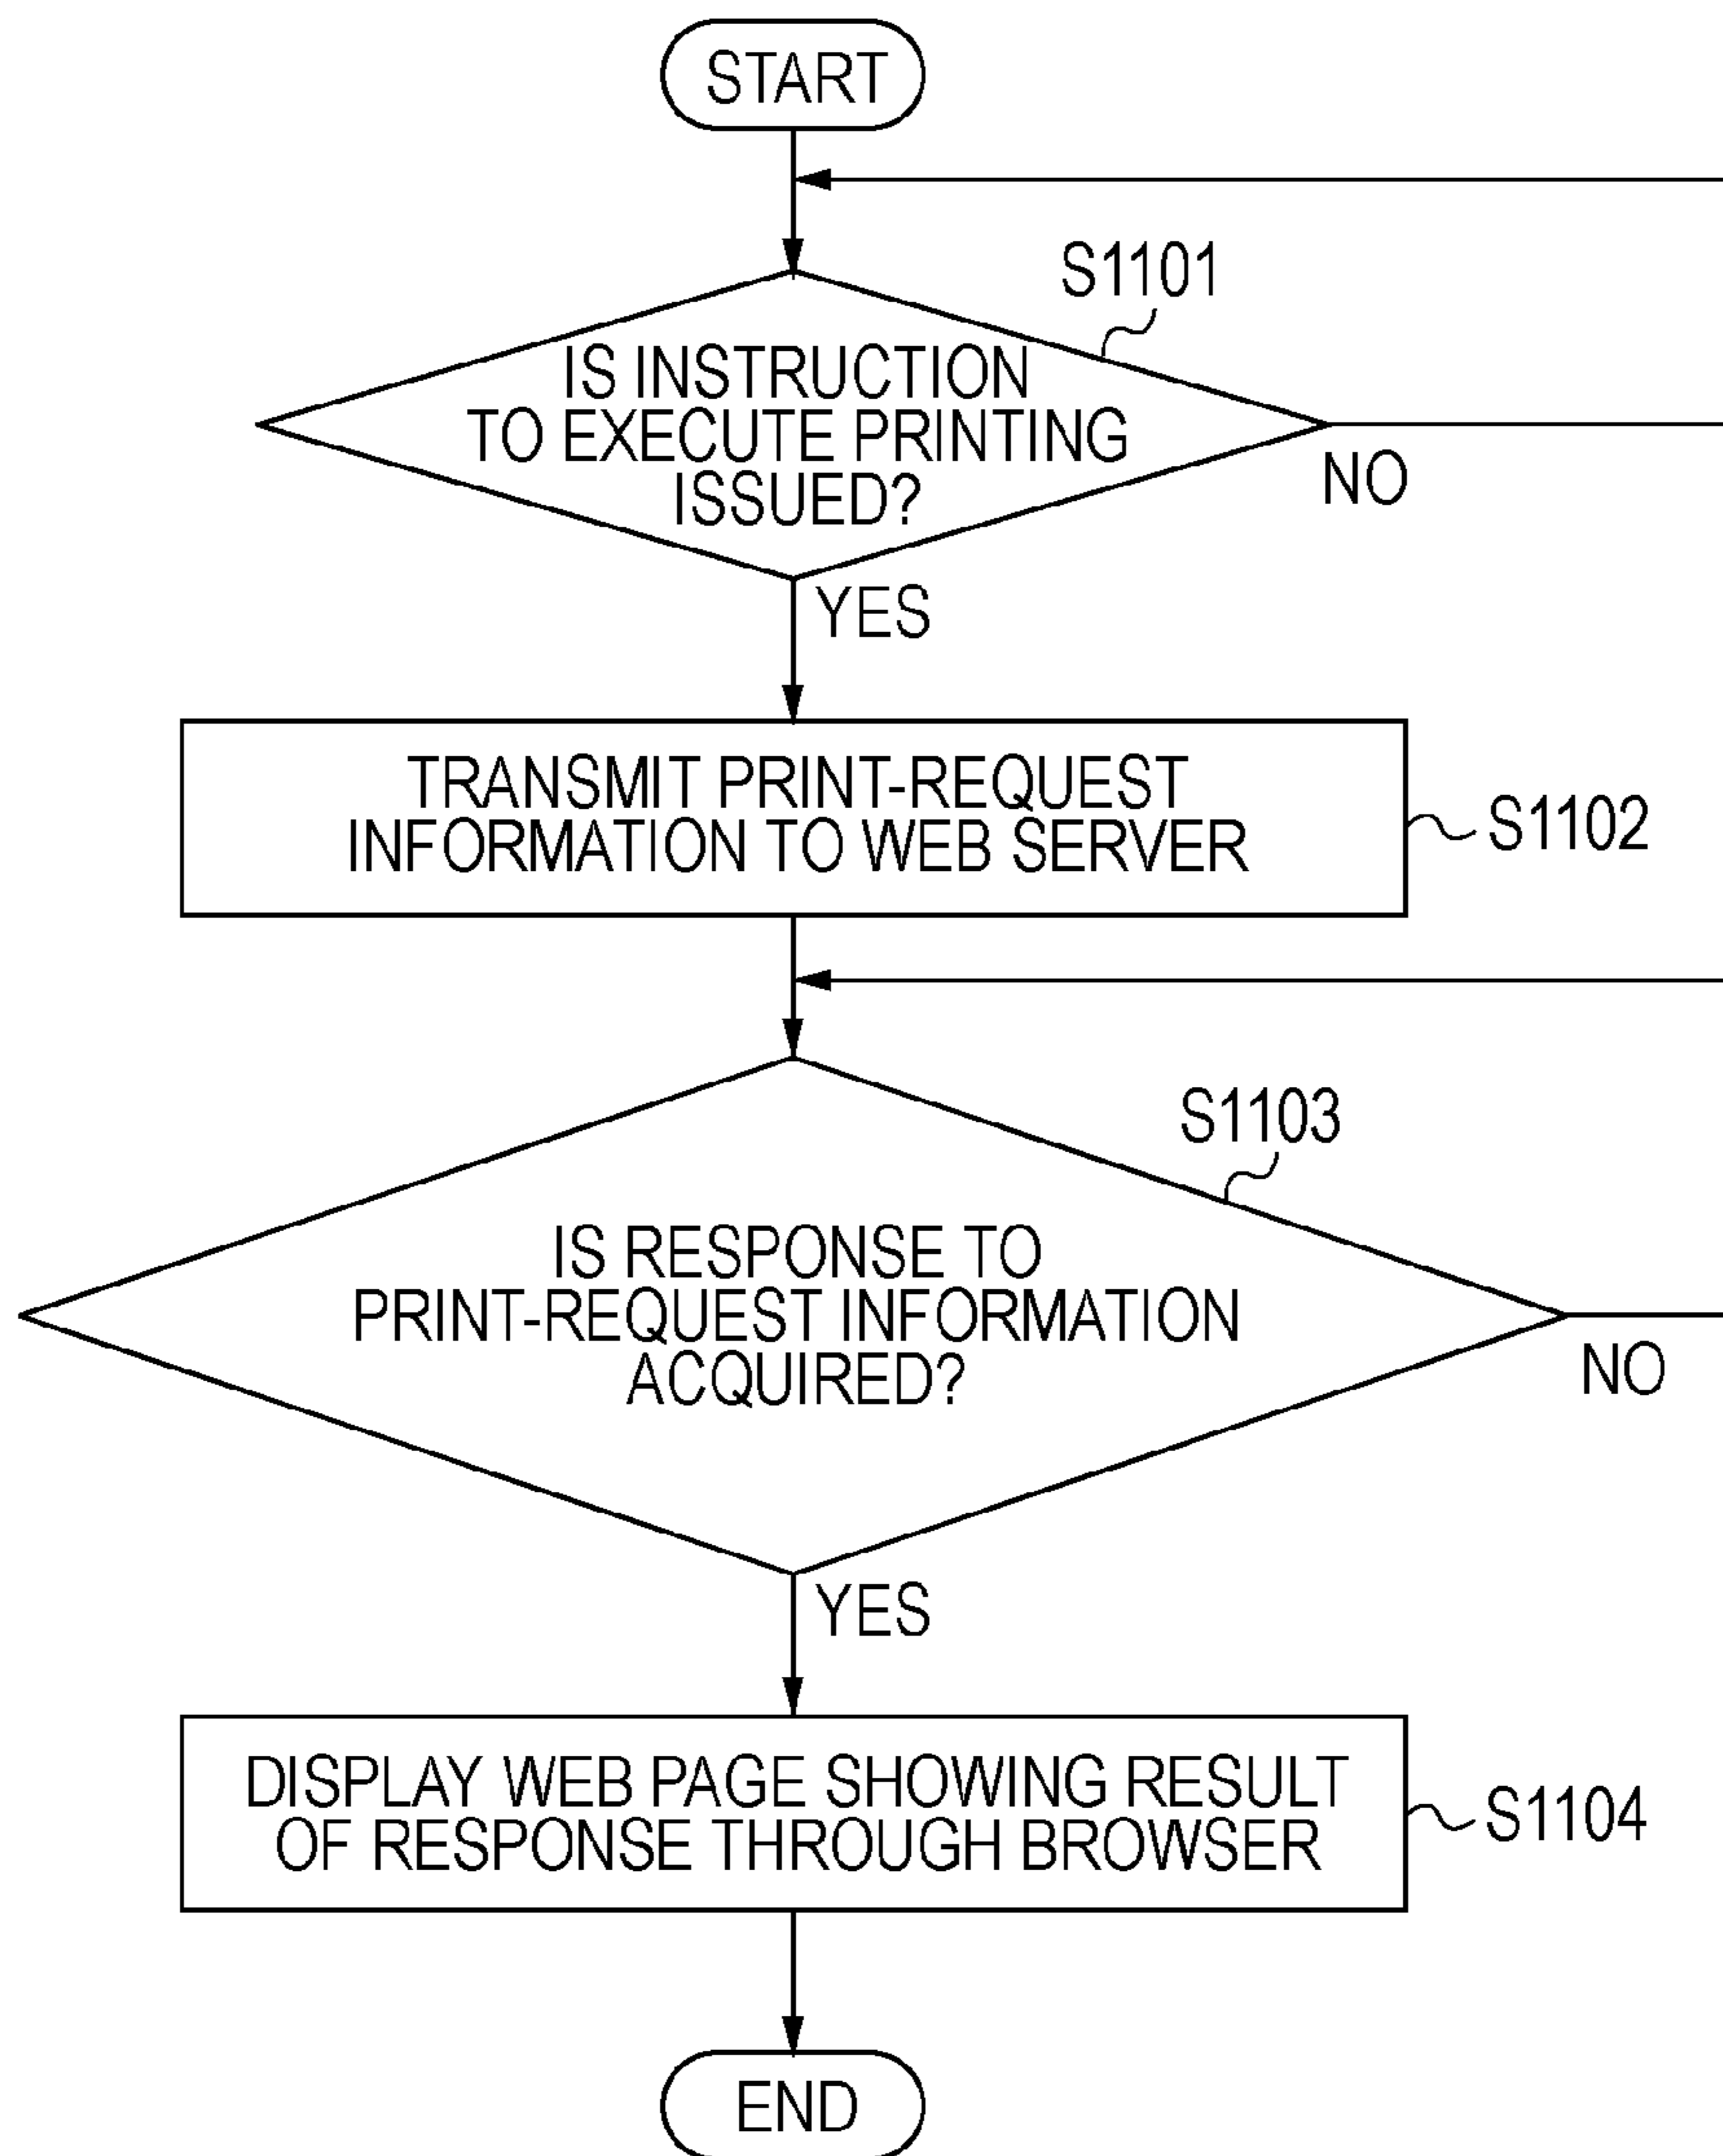 START
S1101
IS INSTRUCTION
TO EXECUTE PRINTING
ISSUED?
NO
YES
TRANSMIT PRINT-REQUEST
INFORMATION TO WEB SERVER
S1102
S1103
IS RESPONSE TO
PRINT-REQUEST INFORMATION
ACQUIRED?
NO
YES
DISPLAY WEB PAGE SHOWING RESULT
OF RESPONSE THROUGH BROWSER
S1104
END